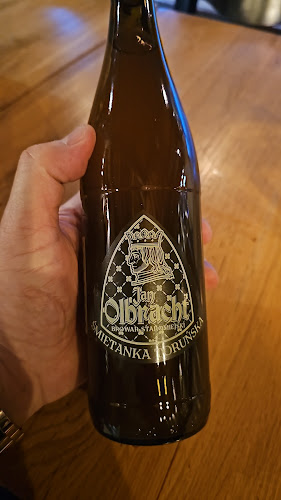 Jan
Olbracht
BROWAR STAROMIEJSKI
ŚMIETANKA TORUŃSKA